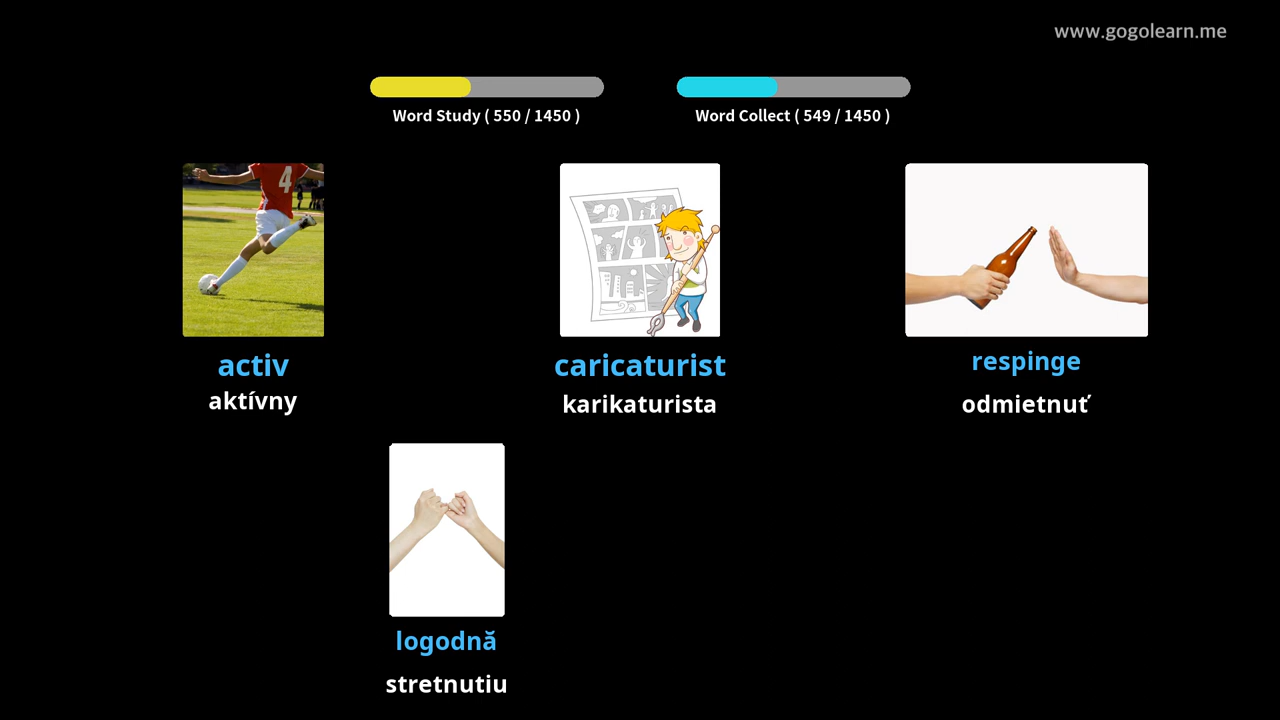 www.gogolearn.me
Word Study ( 550 / 1450 )
Word Collect ( 549 / 1450 )
4
activ
aktívny
caricaturist
karikaturista
respinge
odmietnuť
logodnă
stretnutiu